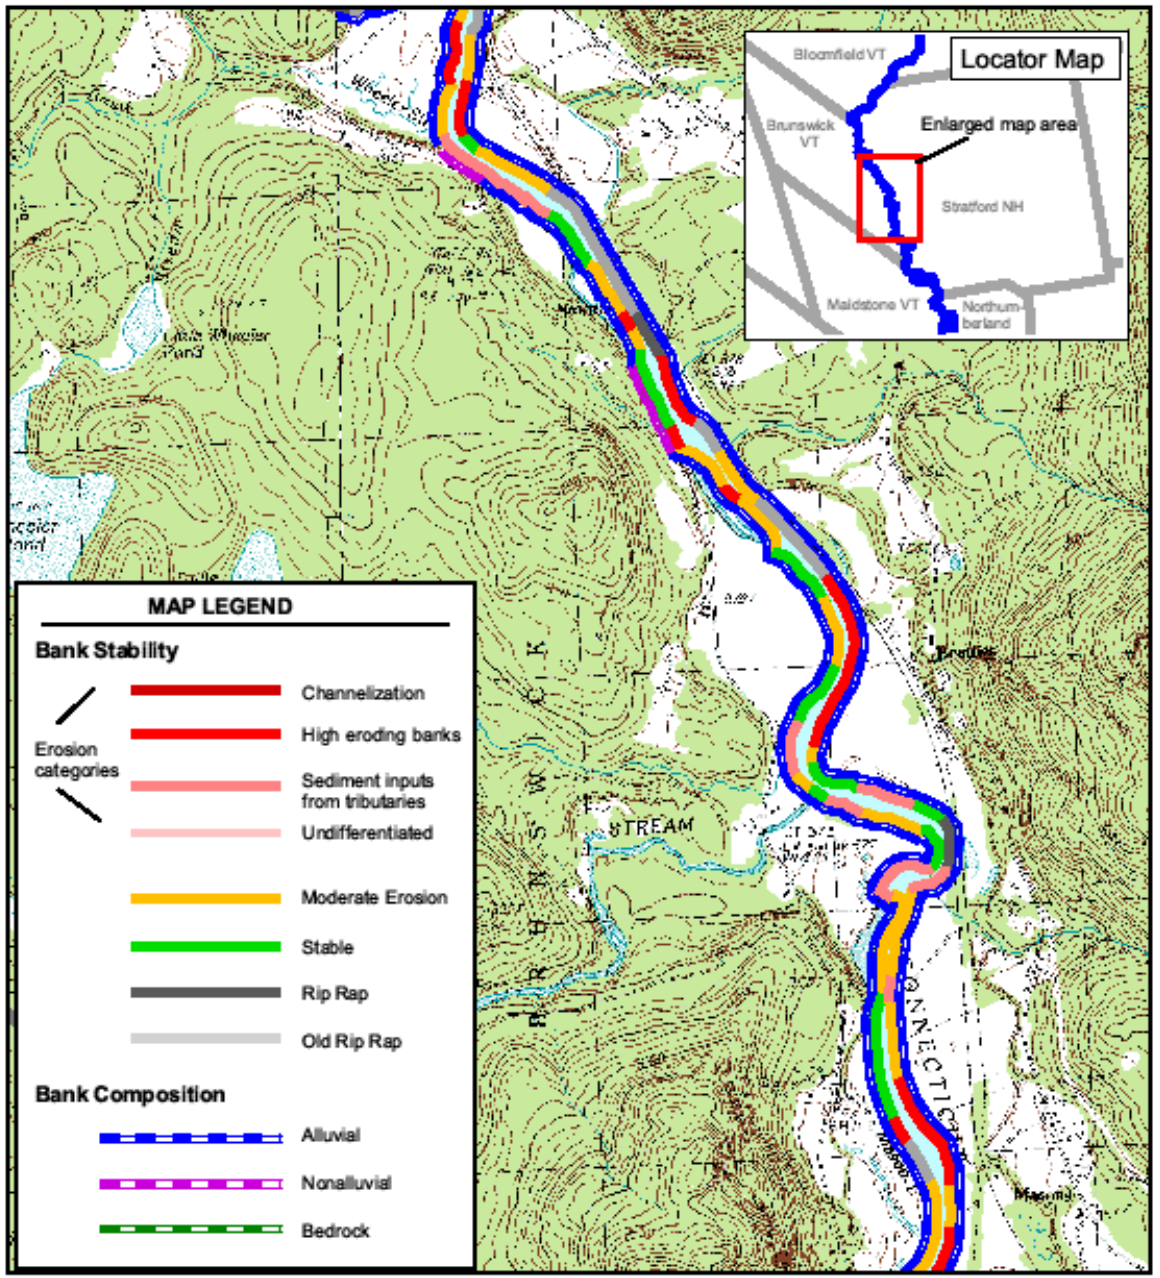 Locator Map
Bloomfield VT
Enlarged map area
Brunswick
VT
Stratford NH
Maidstone VT
Northum-
berland
Pond
STREAM
BRUNSWICK
MAP LEGEND
Bank Stability
Channelization
High eroding banks
Erosion
categories
Sediment inputs
from tributaries
Undifferentiated
Moderate Erosion
Stable
Rip Rap
Old Rip Rap
Bank Composition
Alluvial
Nonalluvial
Bedrock